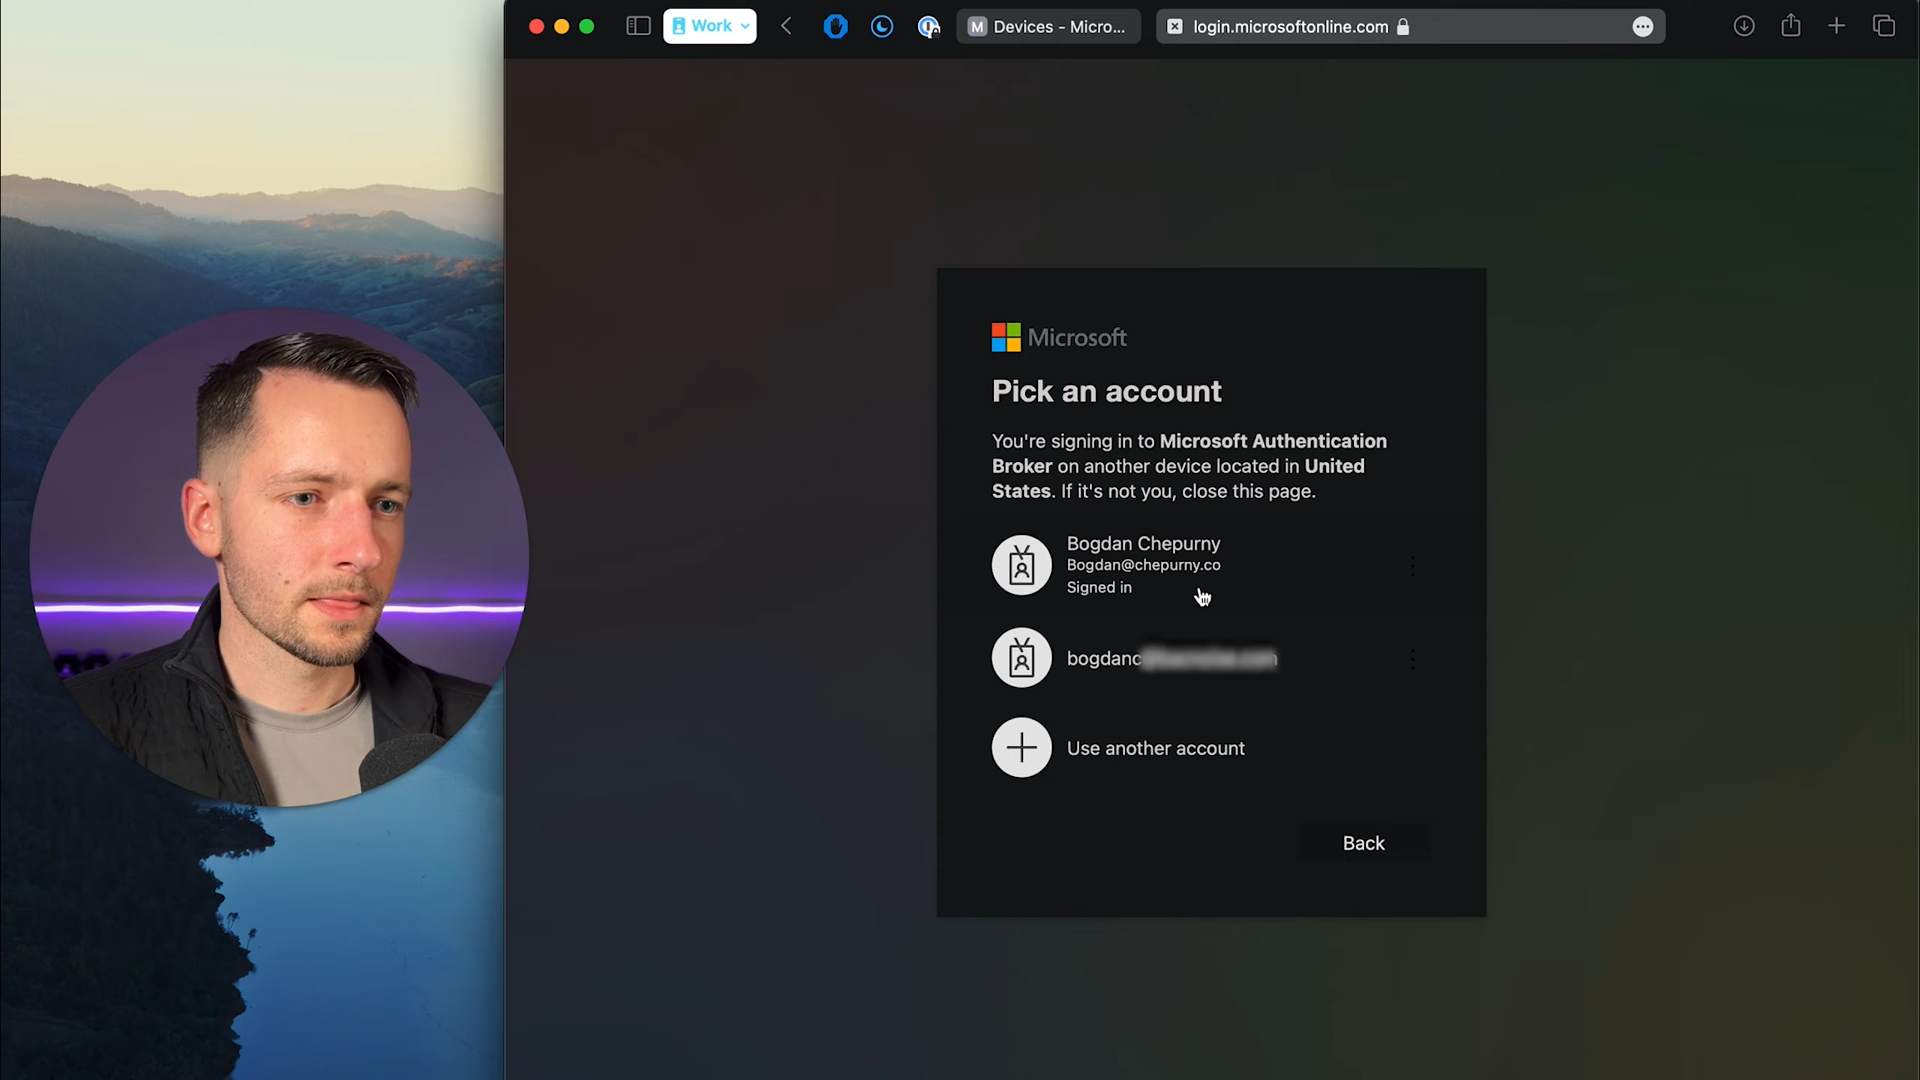 Work
Devices - Micro...
login.microsoftonline.com
Microsoft
Pick an account
You're signing in to Microsoft Authentication
Broker on another device located in United
States. If it's not you, close this page.
Bogdan Chepurny
Bogdan@chepurny.co
Signed in
bogdanc
Use another account
Back